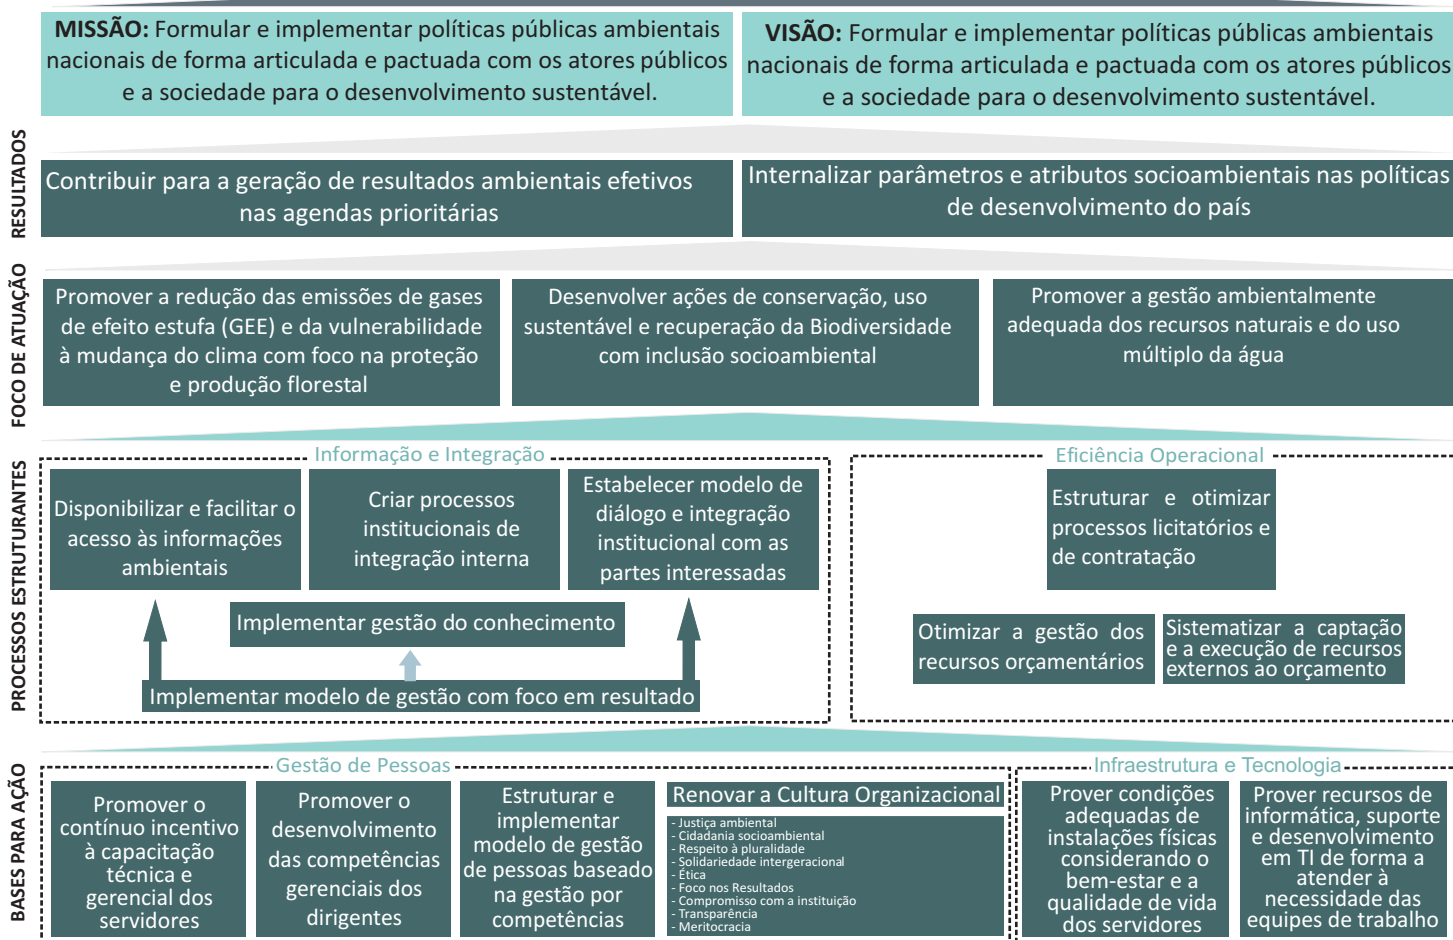 MISSÃO: Formular e implementar políticas públicas ambientais
nacionais de forma articulada e pactuada com os atores públicos
e a sociedade para o desenvolvimento sustentável.
VISÃO: Formular e implementar políticas públicas ambientais
nacionais de forma articulada e pactuada com os atores públicos
e a sociedade para o desenvolvimento sustentável.
RESULTADOS
Contribuir para a geração de resultados ambientais efetivos
nas agendas prioritárias
Internalizar parâmetros e atributos socioambientais nas políticas
de desenvolvimento do país
FOCO DE ATUAÇÃO
Promover a redução das emissões de gases
de efeito estufa (GEE) e da vulnerabilidade
à mudança do clima com foco na proteção
e produção florestal
Desenvolver ações de conservação, uso
sustentável e recuperação da Biodiversidade
com inclusão socioambiental
Promover a gestão ambientalmente
adequada dos recursos naturais e do uso
múltiplo da água
PROCESSOS ESTRUTURANTES
Informação e Integração
Disponibilizar e facilitar o
acesso às informações
ambientais
Criar processos
institucionais de
integração interna
Estabelecer modelo de
diálogo e integração
institucional com as
partes interessadas
Implementar gestão do conhecimento
Implementar modelo de gestão com foco em resultado
Eficiência Operacional
Estruturar e otimizar
processos licitatórios e
de contratação
Otimizar a gestão dos
recursos orçamentários
Sistematizar a captação
e a execução de recursos
externos ao orçamento
BASES PARA AÇÃO
Gestão de Pessoas
Promover o
contínuo incentivo
à capacitação
técnica e
gerencial dos
servidores
Promover o
desenvolvimento
das competências
gerenciais dos
dirigentes
Estruturar e
implementar
modelo de gestão
de pessoas baseado
na gestão por
competências
Renovar a Cultura Organizacional
- Justiça ambiental
- Cidadania socioambiental
- Respeito à pluralidade
- Solidariedade intergeracional
- Ética
- Foco nos Resultados
- Compromisso com a instituição
- Transparência
- Meritocracia
Infraestrutura e Tecnologia
Prover condições
adequadas de
instalações físicas
considerando o
bem-estar e a
qualidade de vida
dos servidores
Prover recursos de
informática, suporte
e desenvolvimento
em TI de forma a
atender à
necessidade das
equipes de trabalho